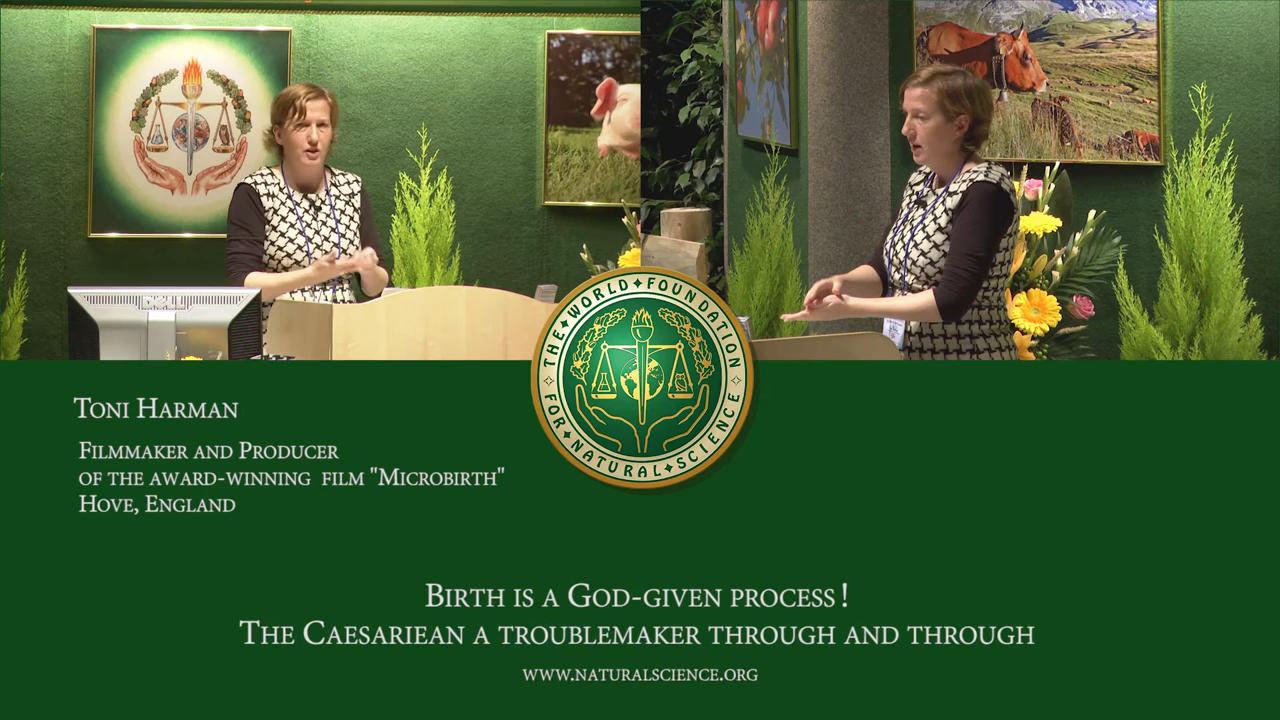 THE WORLD FOUNDATION
FOR NATURAL SCIENCE
TONI HARMAN
FILMMAKER AND PRODUCER
OF THE AWARD-WINNING FILM "MICROBIRTH"
HOVE, ENGLAND
BIRTH IS A GOD-GIVEN PROCESS!
THE CAESARIEAN A TROUBLEMAKER THROUGH AND THROUGH
WWW.NATURALSCIENCE.ORG